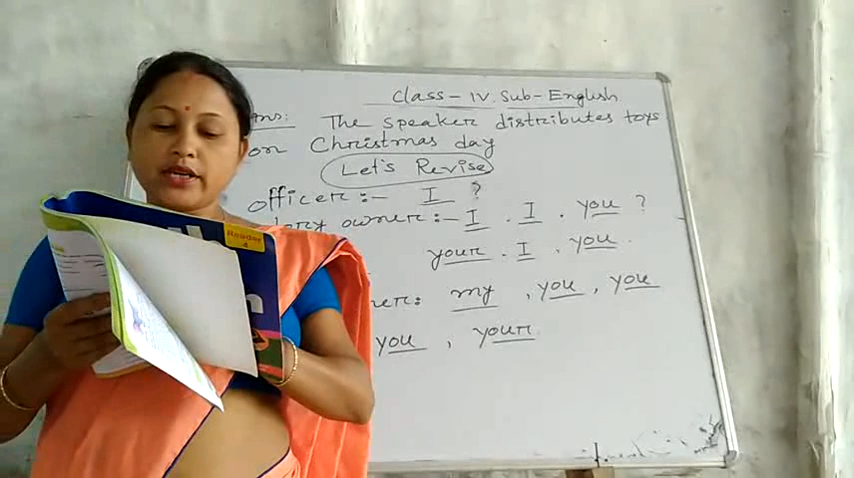 Class - IV. Sub- English
Ans: The speaker distributes toys
on Christmas day
Let's Revise
officer :- I ?
owner :- I . I . you ?
your . I . you .
my , you , you
you , your
Reader
4